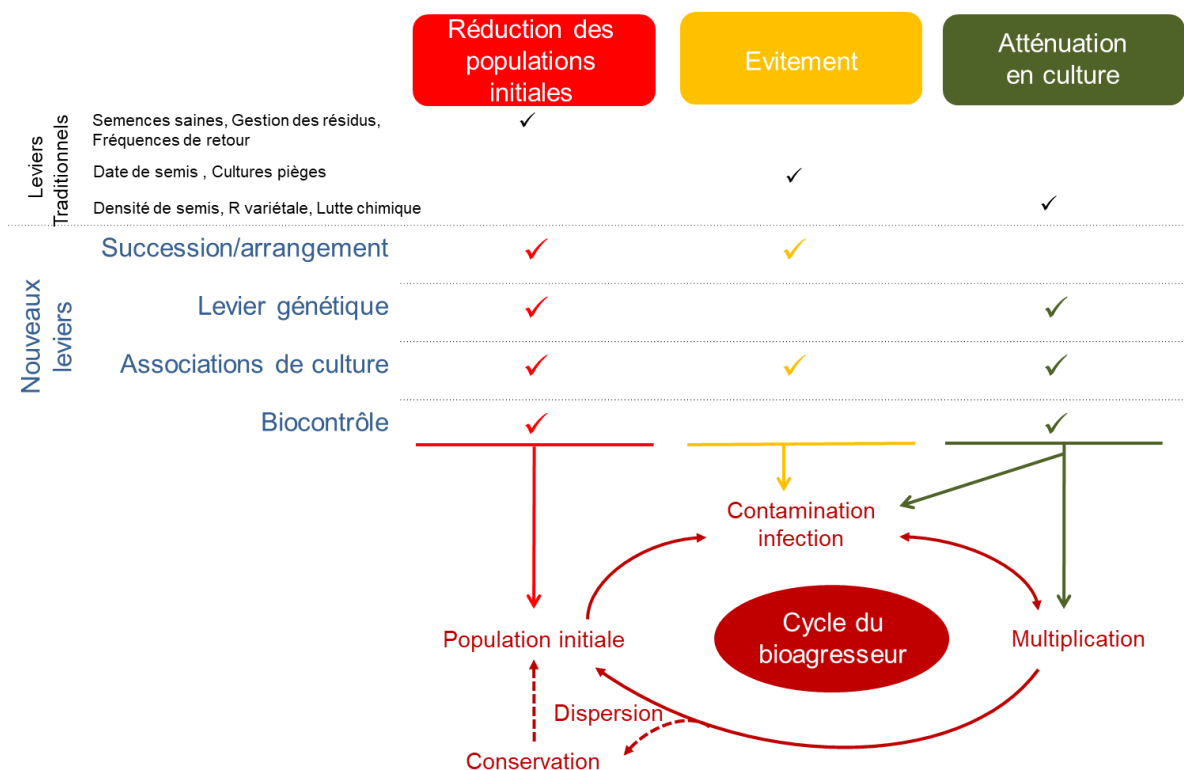 Réduction des
populations
initiales
Evitement
Atténuation
en culture
Leviers
Traditionnels
Semences saines, Gestion des résidus,
Fréquences de retour
Date de semis , Cultures pièges
Densité de semis, R variétale, Lutte chimique
Nouveaux
leviers
Succession/arrangement
Levier génétique
Associations de culture
Biocontrôle
Contamination
infection
Population initiale
Cycle du
bioagresseur
Multiplication
Dispersion
Conservation